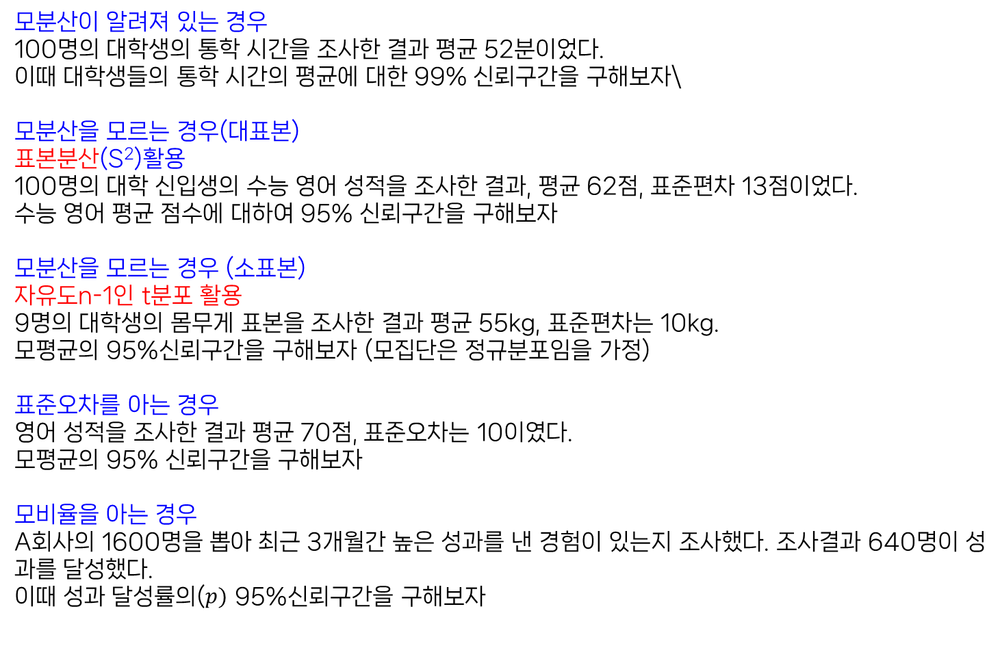 모분산이 알려져 있는 경우
100명의 대학생의 통학 시간을 조사한 결과 평균 52분이었다.
이때 대학생들의 통학 시간의 평균에 대한 99% 신뢰구간을 구해보자\
모분산을 모르는 경우(대표본)
표본분산(S²)활용
100명의 대학 신입생의 수능 영어 성적을 조사한 결과, 평균 62점, 표준편차 13점이었다.
수능 영어 평균 점수에 대하여 95% 신뢰구간을 구해보자
모분산을 모르는 경우 (소표본)
자유도n-1인 t분포 활용
9명의 대학생의 몸무게 표본을 조사한 결과 평균 55kg, 표준편차는 10kg.
모평균의 95%신뢰구간을 구해보자 (모집단은 정규분포임을 가정)
표준오차를 아는 경우
영어 성적을 조사한 결과 평균 70점, 표준오차는 10이였다.
모평균의 95% 신뢰구간을 구해보자
모비율을 아는 경우
A회사의 1600명을 뽑아 최근 3개월간 높은 성과를 낸 경험이 있는지 조사했다. 조사결과 640명이 성
과를 달성했다.
이때 성과 달성률의(p) 95%신뢰구간을 구해보자